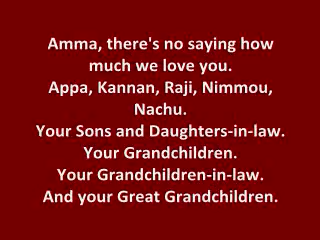 Amma, there's no saying how
much we love you.
Appa, Kannan, Raji, Nimmou,
Nachu.
Your Sons and Daughters-in-law.
Your Grandchildren.
Your Grandchildren-in-law.
And your Great Grandchildren.